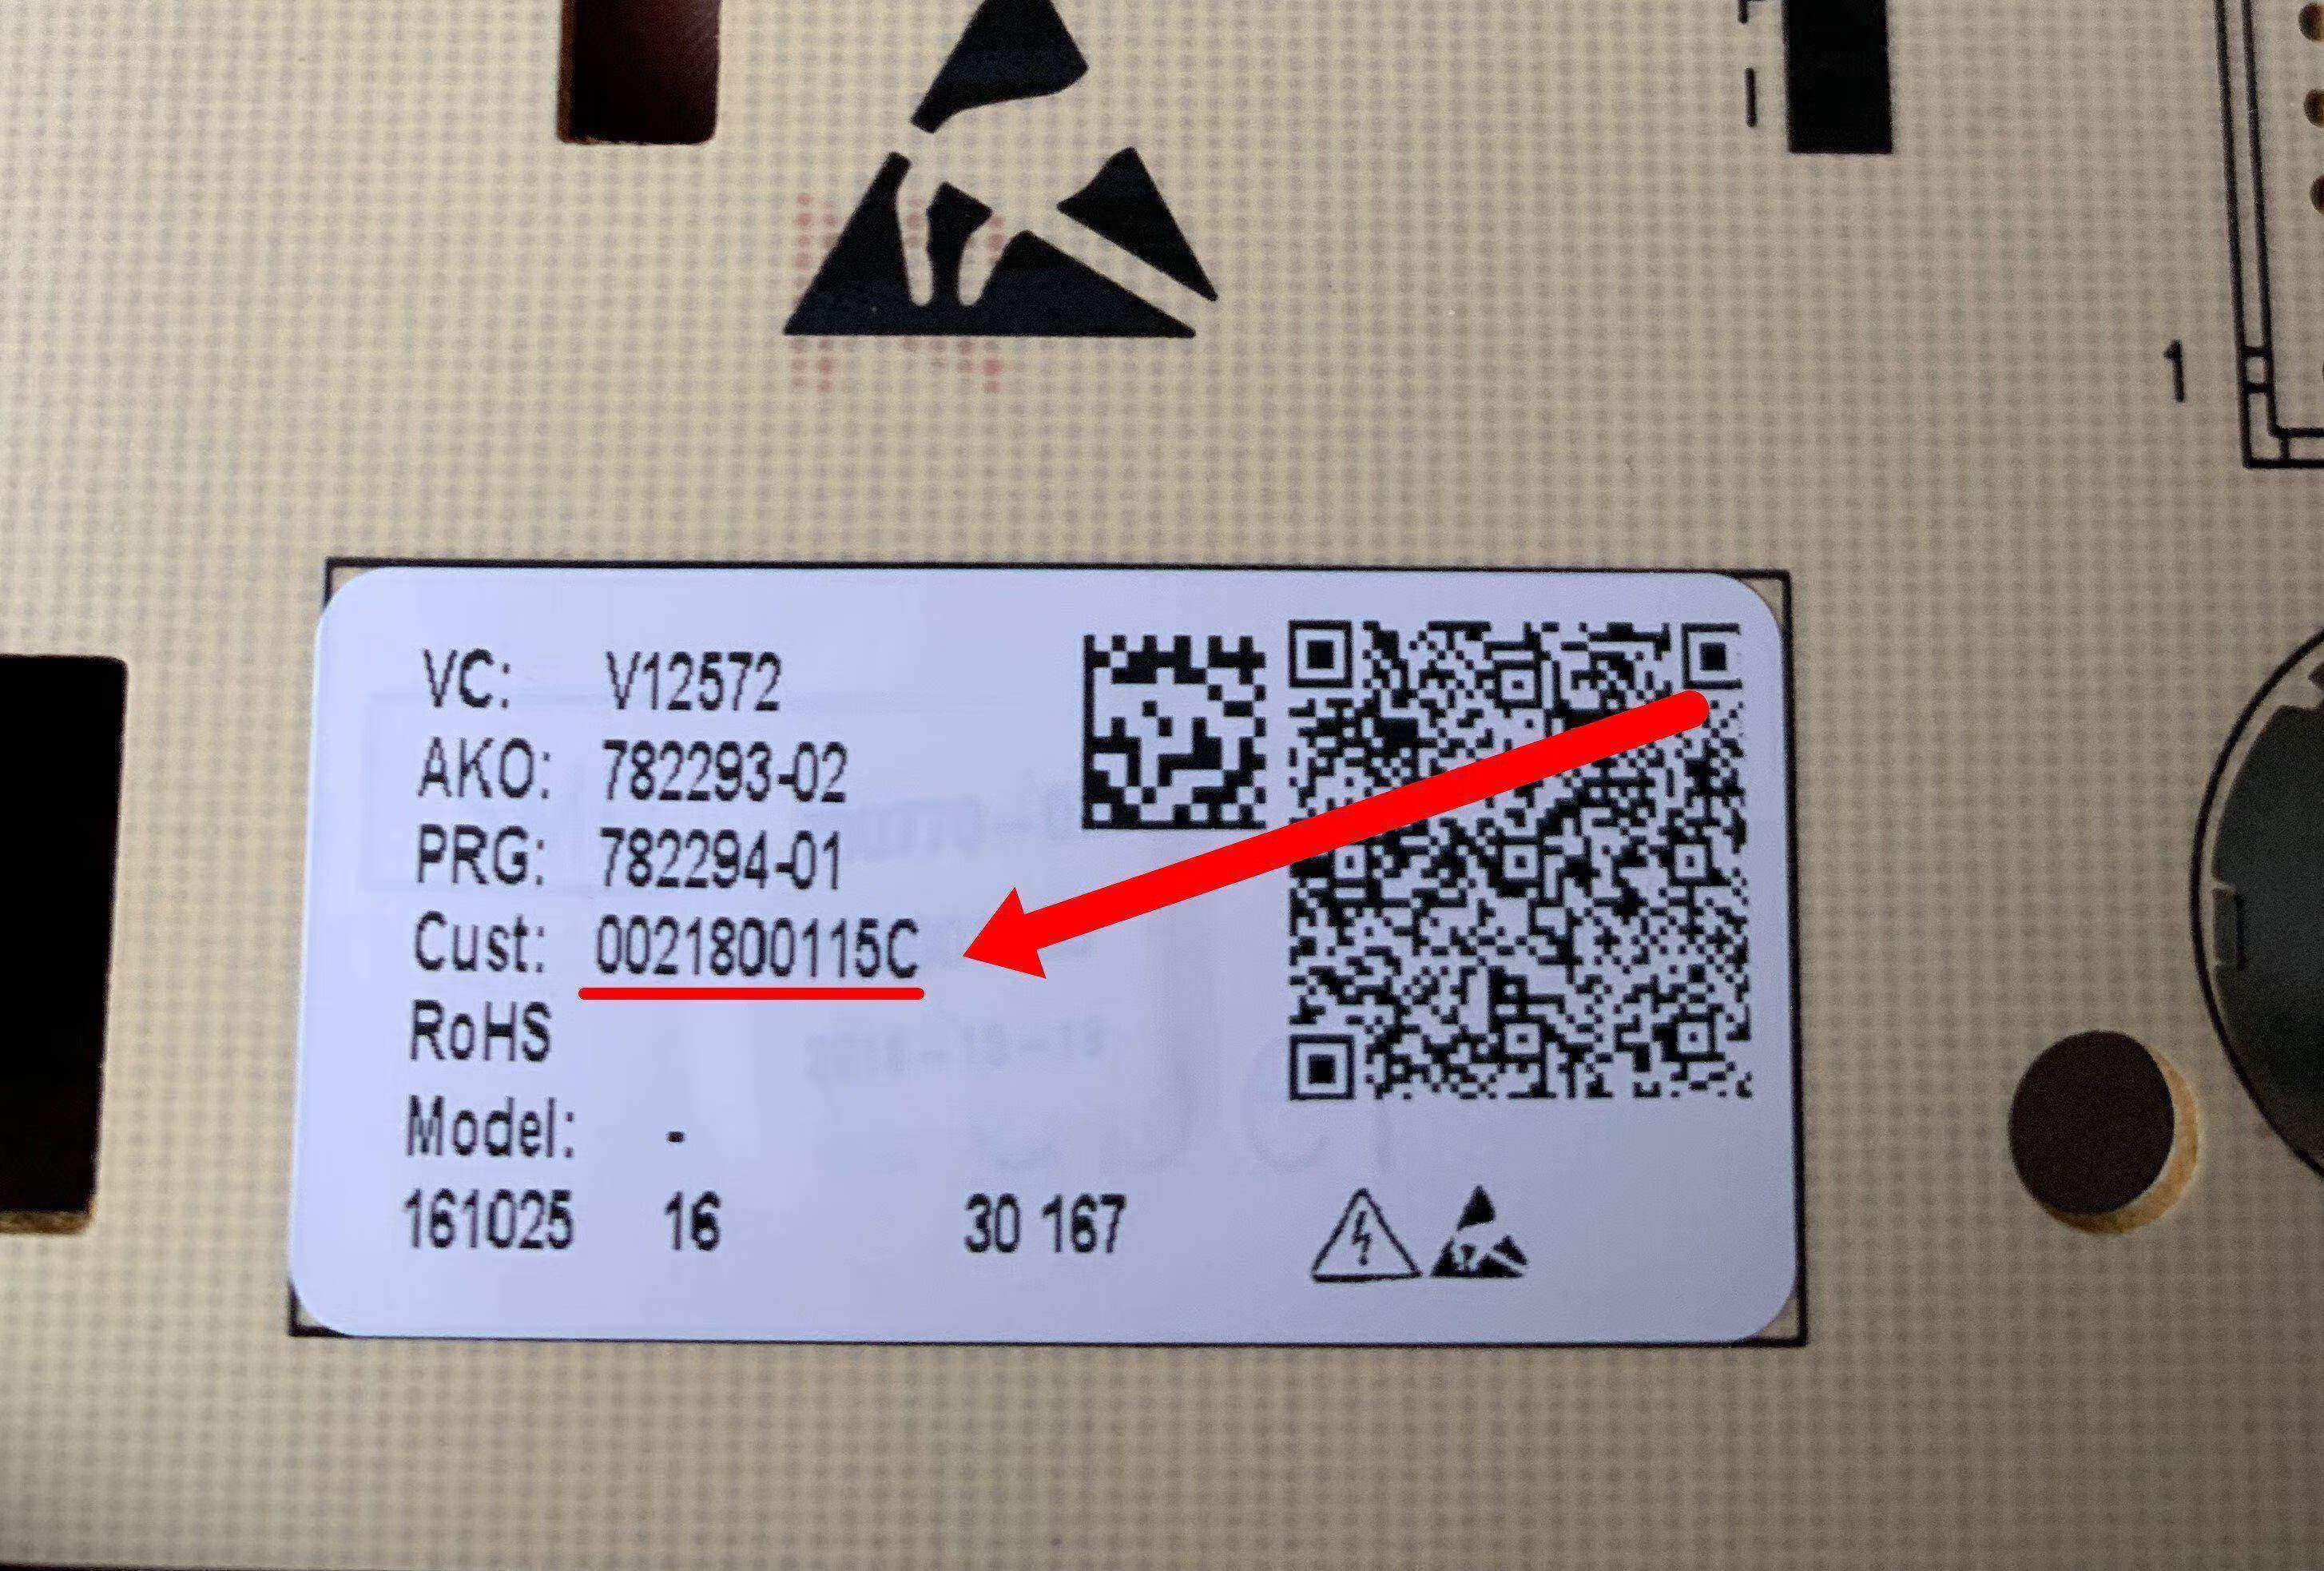 1
VC: V12572
AKO: 782293-02
PRG: 782294-01
Cust: 0021800115C
RoHS
Model: -
161025 16 30 167